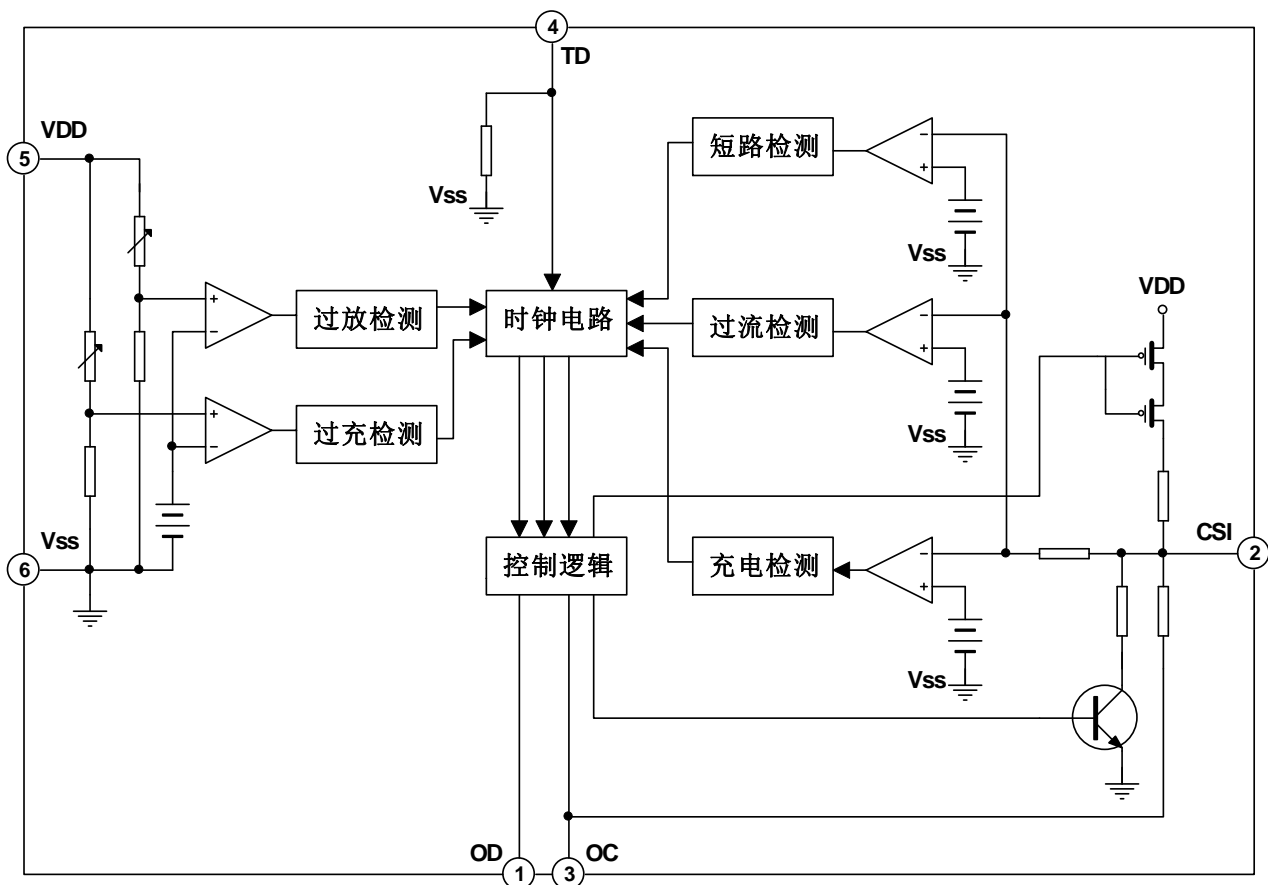 4
TD
VDD
5
短路检测
−
+
Vss
Vss
VDD
+
−
过放检测
时钟电路
过流检测
−
+
Vss
+
−
过充检测
Vss
6
控制逻辑
充电检测
−
+
CSI
2
Vss
OD
1
3
OC